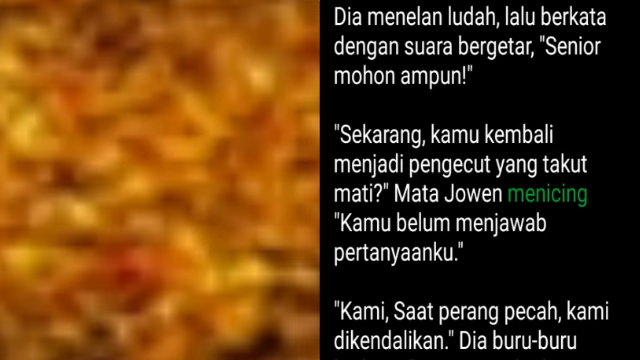 Dia menelan ludah, lalu berkata
dengan suara bergetar, "Senior
mohon ampun!"
"Sekarang, kamu kembali
menjadi pengecut yang takut
mati?" Mata Jowen menicing
"Kamu belum menjawab
pertanyaanku."
"Kami, Saat perang pecah, kami
dikendalikan." Dia buru-buru